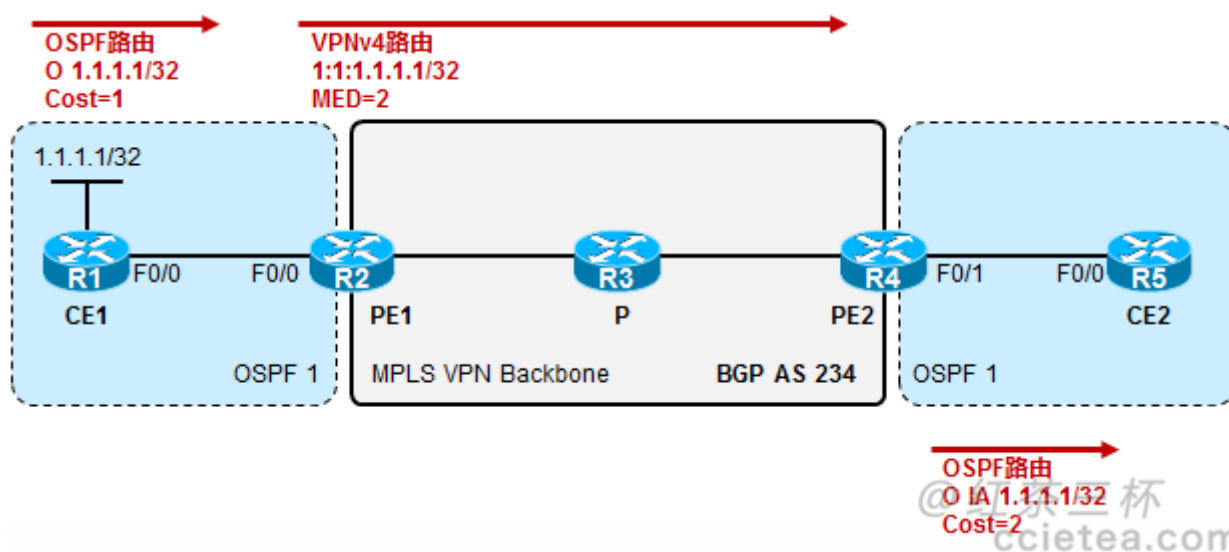 OSPF路由
O 1.1.1.1/32
Cost=1
VPNv4路由
1:1:1.1.1.1/32
MED=2
1.1.1.1/32
R1
F0/0
F0/0
R2
R3
R4
F0/1
F0/0
R5
CE1
PE1
P
PE2
CE2
OSPF 1
MPLS VPN Backbone
BGP AS 234
OSPF 1
OSPF路由
O IA 1.1.1.1/32
Cost=2
@红茶三杯
ccietea.com